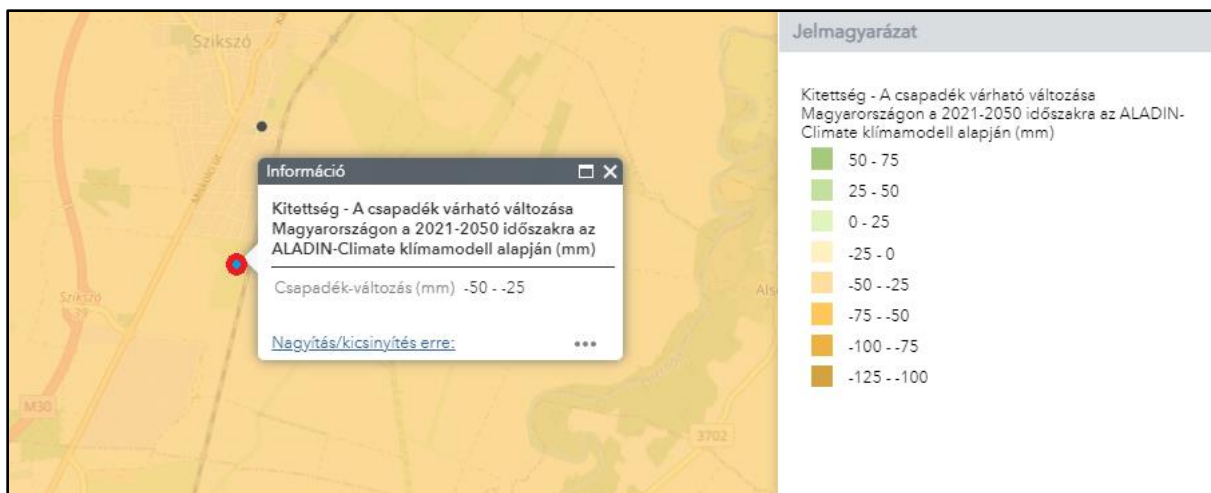 Szikszó
Miskolci út
Szikszó
M30
3702
Információ
Kitettség - A csapadék várható változása
Magyarországon a 2021-2050 időszakra az
ALADIN-Climate klímamodell alapján (mm)
Csapadék-változás (mm) -50 - -25
Nagyítás/kicsinyítés erre:
Jelmagyarázat
Kitettség - A csapadék várható változása
Magyarországon a 2021-2050 időszakra az ALADIN-
Climate klímamodell alapján (mm)
50 - 75
25 - 50
0 - 25
-25 - 0
-50 - -25
-75 - -50
-100 - -75
-125 - -100